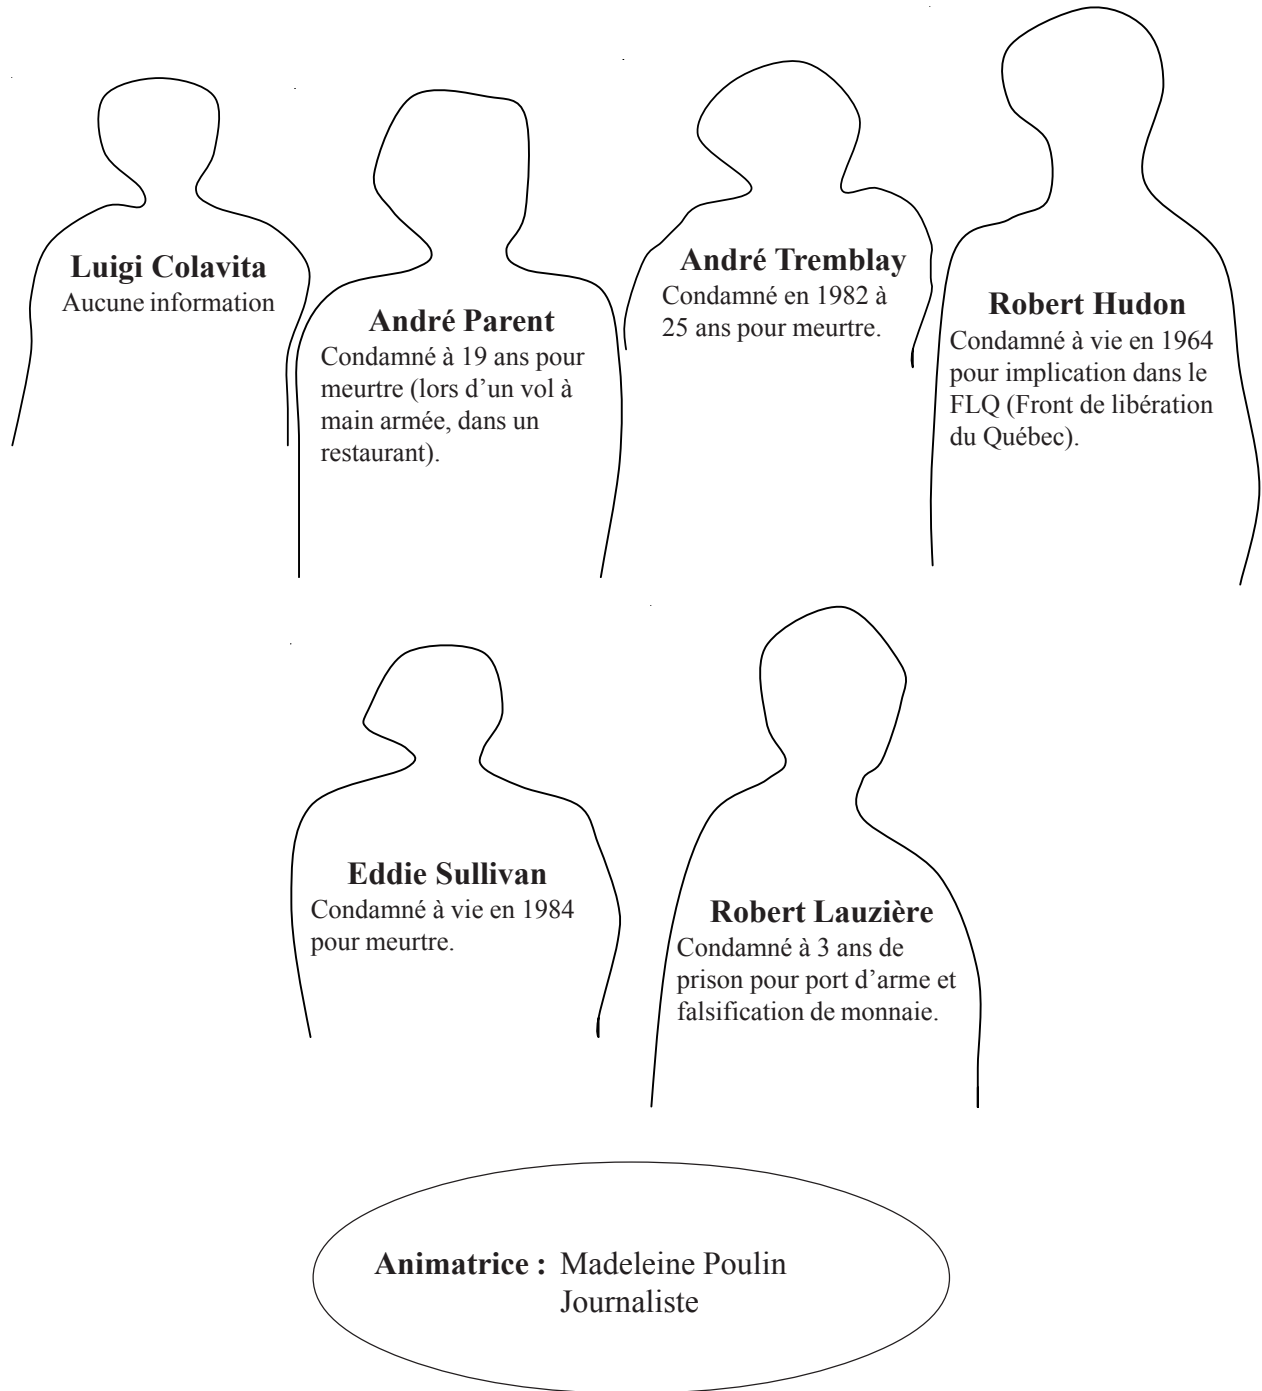 Luigi Colavita
Aucune information
André Parent
Condamné à 19 ans pour
meurtre (lors d’un vol à
main armée, dans un
restaurant).
André Tremblay
Condamné en 1982 à
25 ans pour meurtre.
Robert Hudon
Condamné à vie en 1964
pour implication dans le
FLQ (Front de libération
du Québec).
Eddie Sullivan
Condamné à vie en 1984
pour meurtre.
Robert Lauzière
Condamné à 3 ans de
prison pour port d’arme et
falsification de monnaie.
Animatrice : Madeleine Poulin
Journaliste